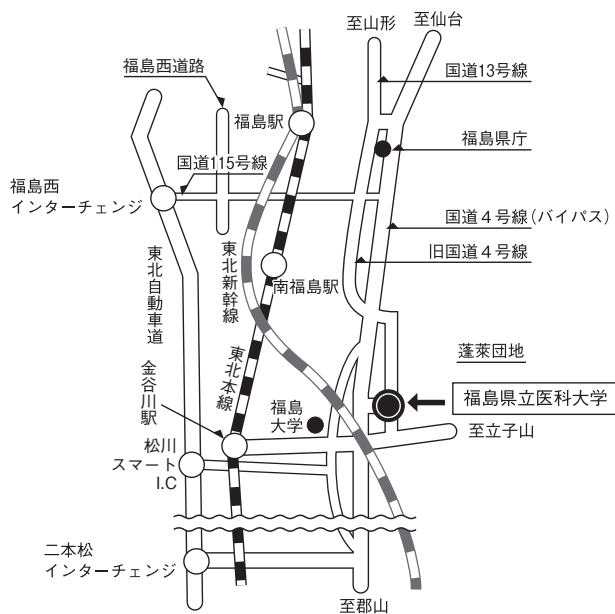 至山形
至仙台
国道13号線
福島西道路
福島駅
福島県庁
国道115号線
福島西
インターチェンジ
国道４号線（バイパス）
旧国道４号線
東北自動車道
東北新幹線
南福島駅
東北本線
金谷川駅
蓬萊団地
福島県立医科大学
福島
大学
至立子山
松川
スマート
I.C
二本松
インターチェンジ
至郡山